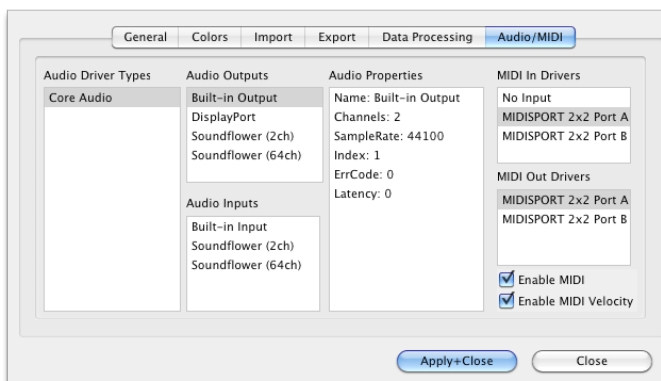 General
Colors
Import
Export
Data Processing
Audio/MIDI
Audio Driver Types
Core Audio
Audio Outputs
Built-in Output
DisplayPort
Soundflower (2ch)
Soundflower (64ch)
Audio Inputs
Built-in Input
Soundflower (2ch)
Soundflower (64ch)
Audio Properties
Name: Built-in Output
Channels: 2
SampleRate: 44100
Index: 1
ErrCode: 0
Latency: 0
MIDI In Drivers
No Input
MIDISPORT 2x2 Port A
MIDISPORT 2x2 Port B
MIDI Out Drivers
MIDISPORT 2x2 Port A
MIDISPORT 2x2 Port B
Enable MIDI
Enable MIDI Velocity
Apply+Close
Close